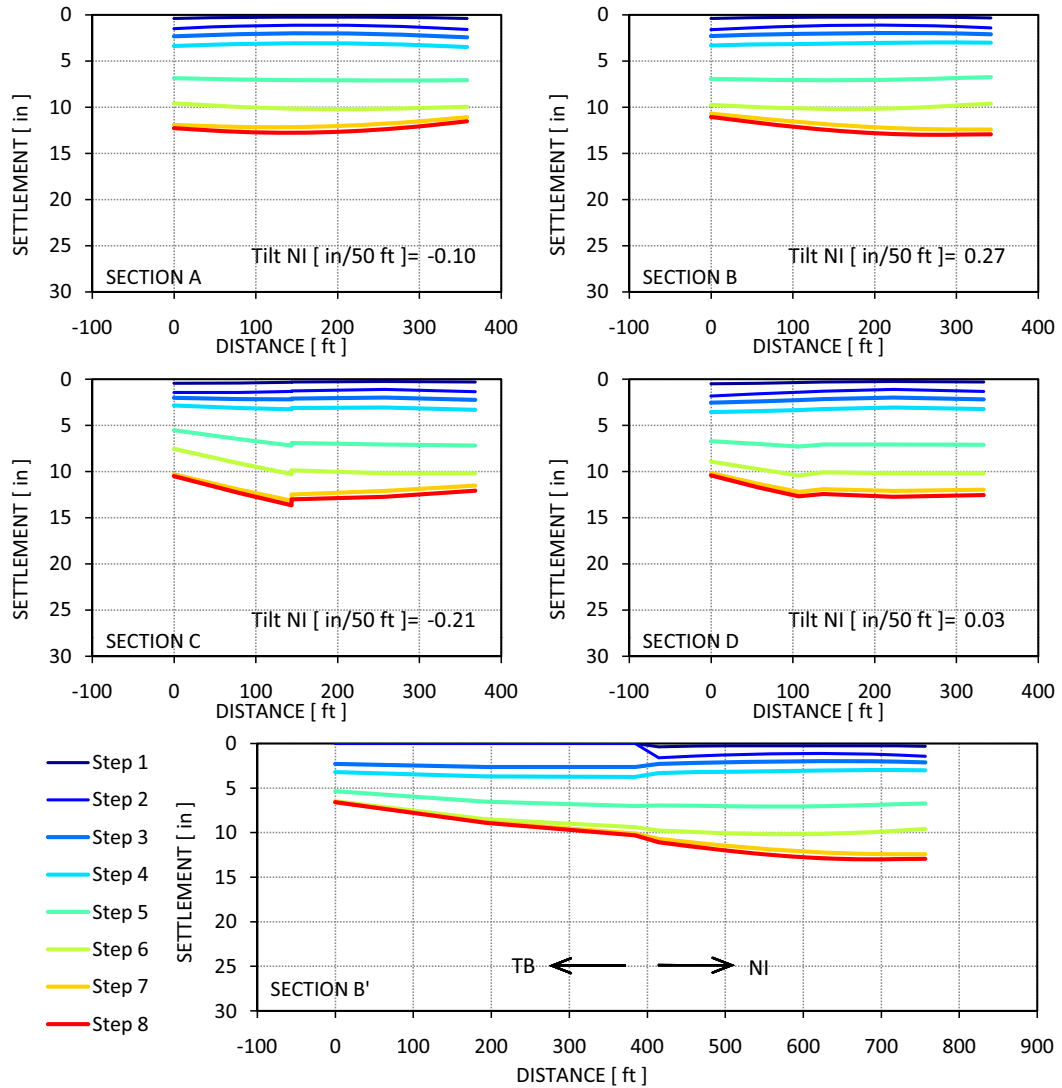 0
5
10
15
20
25
30
SETTLEMENT [ in ]
Tilt NI [ in/50 ft ]= -0.10
SECTION A
-100 0 100 200 300 400
DISTANCE [ ft ]
0
5
10
15
20
25
30
SETTLEMENT [ in ]
Tilt NI [ in/50 ft ]= 0.27
SECTION B
-100 0 100 200 300 400
DISTANCE [ ft ]
0
5
10
15
20
25
30
SETTLEMENT [ in ]
Tilt NI [ in/50 ft ]= -0.21
SECTION C
-100 0 100 200 300 400
DISTANCE [ ft ]
0
5
10
15
20
25
30
SETTLEMENT [ in ]
Tilt NI [ in/50 ft ]= 0.03
SECTION D
-100 0 100 200 300 400
DISTANCE [ ft ]
Step 1
Step 2
Step 3
Step 4
Step 5
Step 6
Step 7
Step 8
0
5
10
15
20
25
30
SETTLEMENT [ in ]
TB NI
SECTION B'
-100 0 100 200 300 400 500 600 700 800 900
DISTANCE [ ft ]